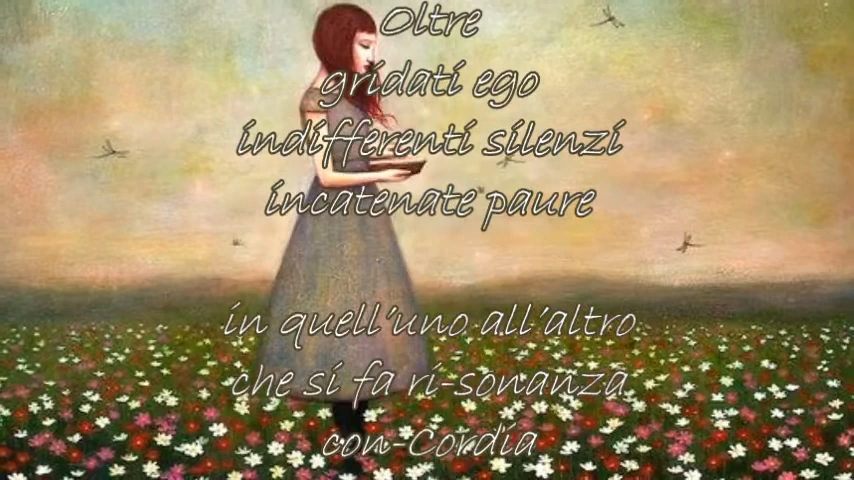 Oltre
gridati ego
indifferenti silenzi
incatenate paure
in quell'uno all'altro
che si fa ri-sonanza
con-Cordia